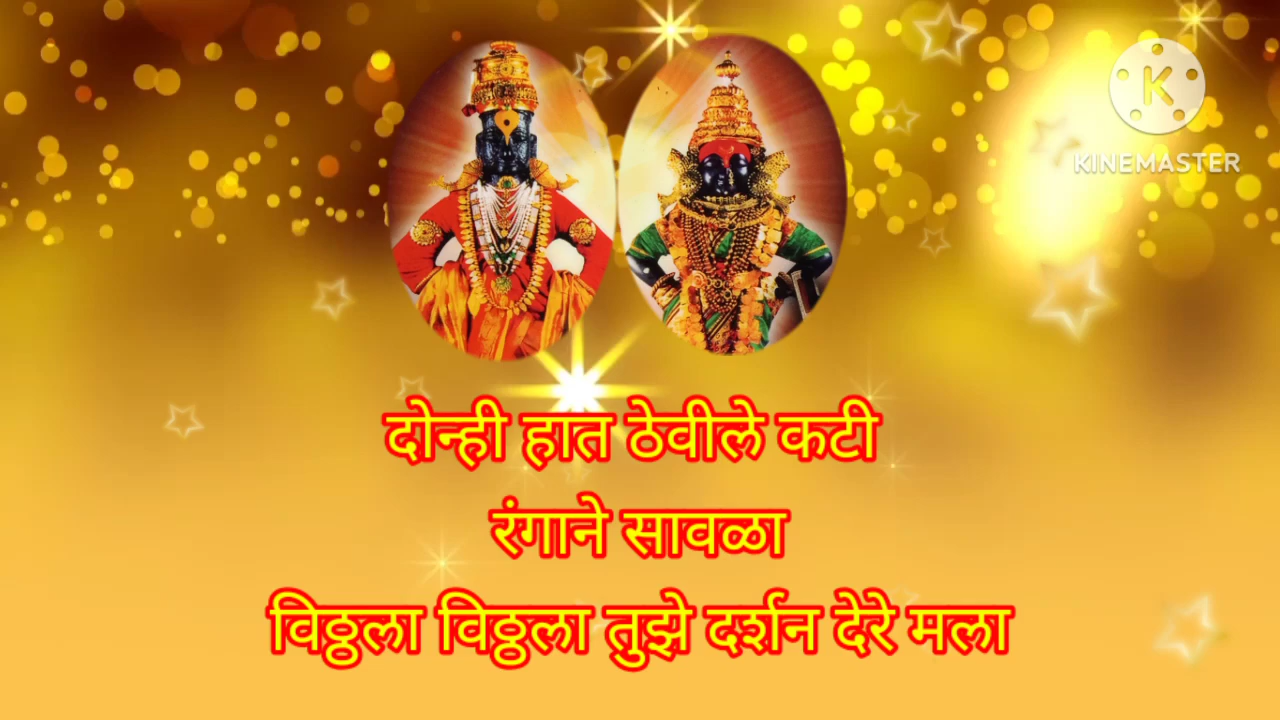 K
KINEMASTER
दोन्ही हात ठेवीले कटी
रंगाने सावळा
विठ्ठला विठ्ठला तुझे दर्शन देरे मला